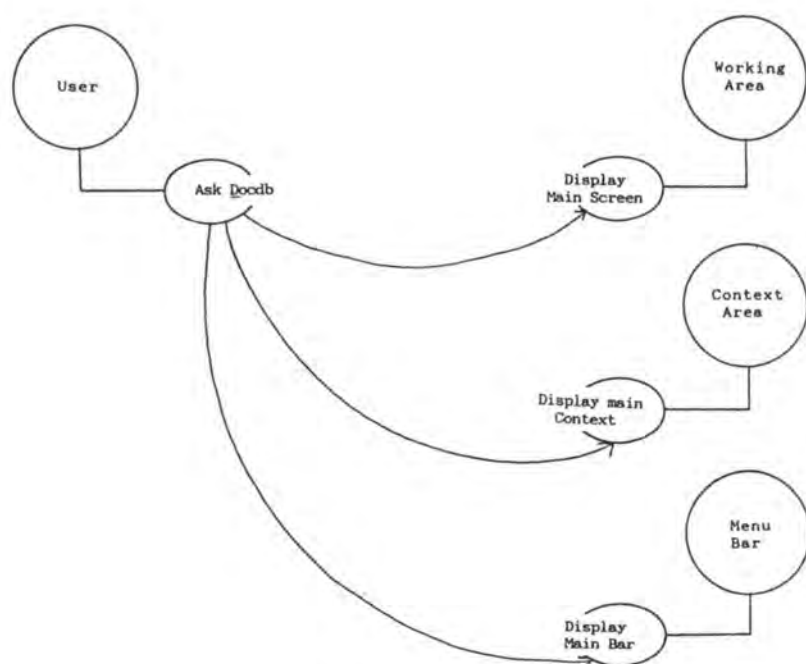 User
Working
Area
Ask Docdb
Display
Main Screen
Context
Area
Display main
Context
Menu
Bar
Display
Main Bar